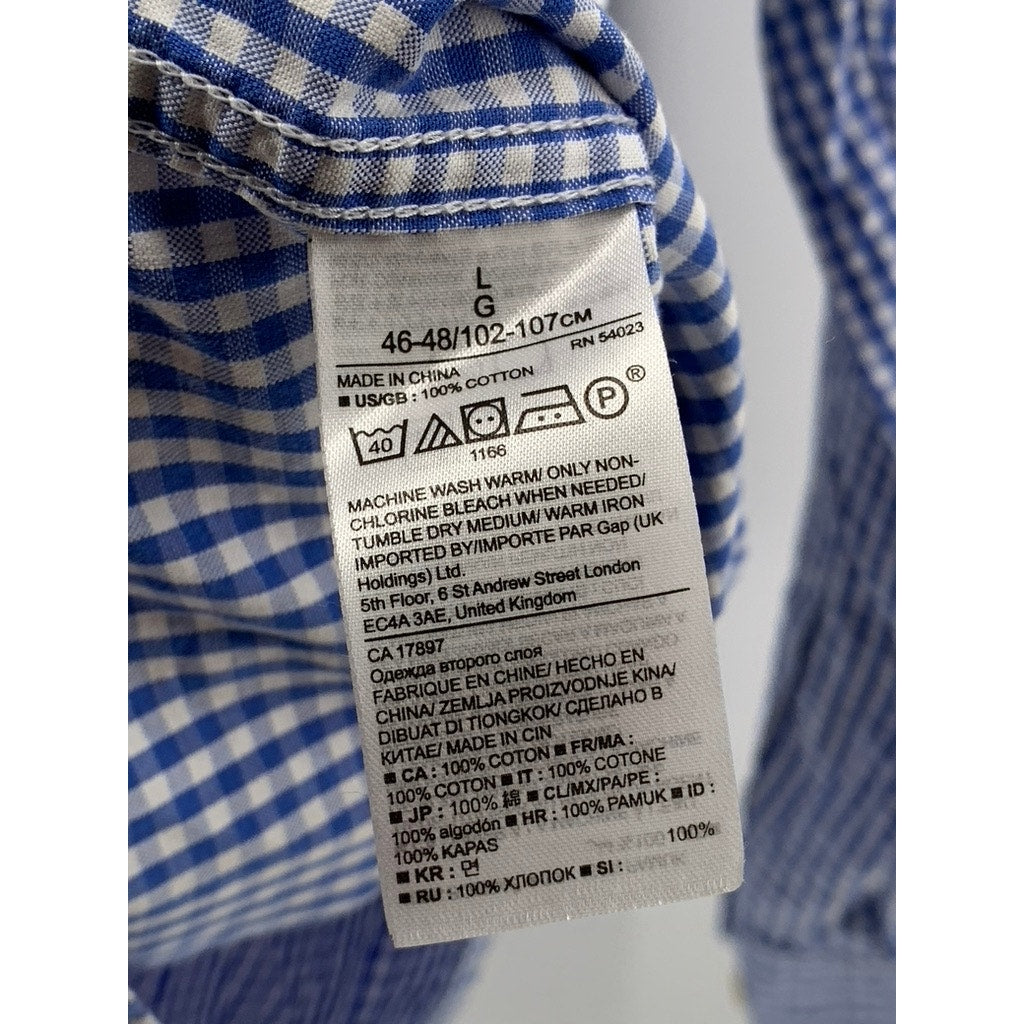 L
G
46-48/102-107CM
RN 54023
MADE IN CHINA
■ US/GB : 100% COTTON
40 P ®
1166
MACHINE WASH WARM/ ONLY NON-
CHLORINE BLEACH WHEN NEEDED/
TUMBLE DRY MEDIUM/ WARM IRON
IMPORTED BY/IMPORTE PAR Gap (UK
Holdings) Ltd.
5th Floor, 6 St Andrew Street London
EC4A 3AE, United Kingdom
CA 17897
Одежда второго слоя
FABRIQUE EN CHINE/ HECHO EN
CHINA/ ZEMLJA PROIZVODNJE KINA/
DIBUAT DI TIONGKOK/ СДЕЛАНО В
КИТАЕ/ MADE IN CIN
■ CA : 100% COTON ■ FR/MA :
100% COTON ■ IT : 100% COTONE
■ JP : 100% 綿 ■ CL/MX/PA/PE :
100% algodón ■ HR : 100% PAMUK ■ ID :
100% KAPAS
■ KR : 면 100%
■ RU : 100% ХЛОПОК ■ SI :